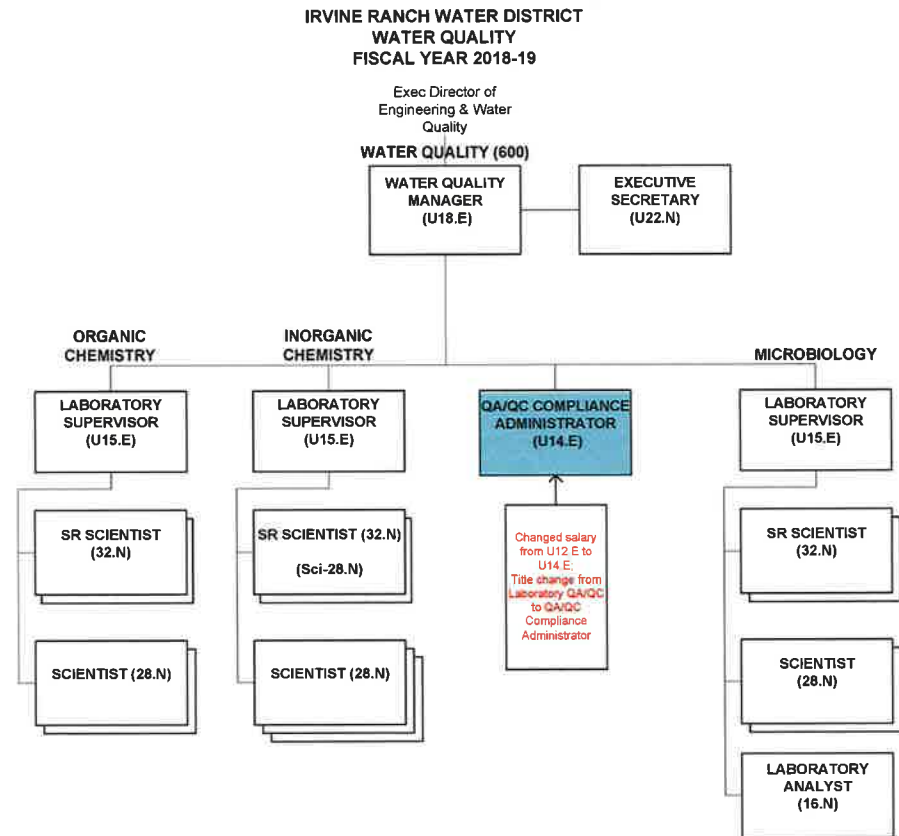 IRVINE RANCH WATER DISTRICT
WATER QUALITY
FISCAL YEAR 2018-19
Exec Director of
Engineering & Water
Quality
WATER QUALITY (600)
WATER QUALITY
MANAGER
(U18.E)
EXECUTIVE
SECRETARY
(U22.N)
ORGANIC
CHEMISTRY
INORGANIC
CHEMISTRY
MICROBIOLOGY
LABORATORY
SUPERVISOR
(U15.E)
LABORATORY
SUPERVISOR
(U15.E)
QA/QC COMPLIANCE
ADMINISTRATOR
(U14.E)
LABORATORY
SUPERVISOR
(U15.E)
SR SCIENTIST
(32.N)
SR SCIENTIST (32.N)
(Sci-28.N)
Changed salary
from U12.E to
U14.E;
Title change from
Laboratory QA/QC
to QA/QC
Compliance
Administrator
SR SCIENTIST
(32.N)
SCIENTIST (28.N)
SCIENTIST (28.N)
SCIENTIST
(28.N)
LABORATORY
ANALYST
(16.N)